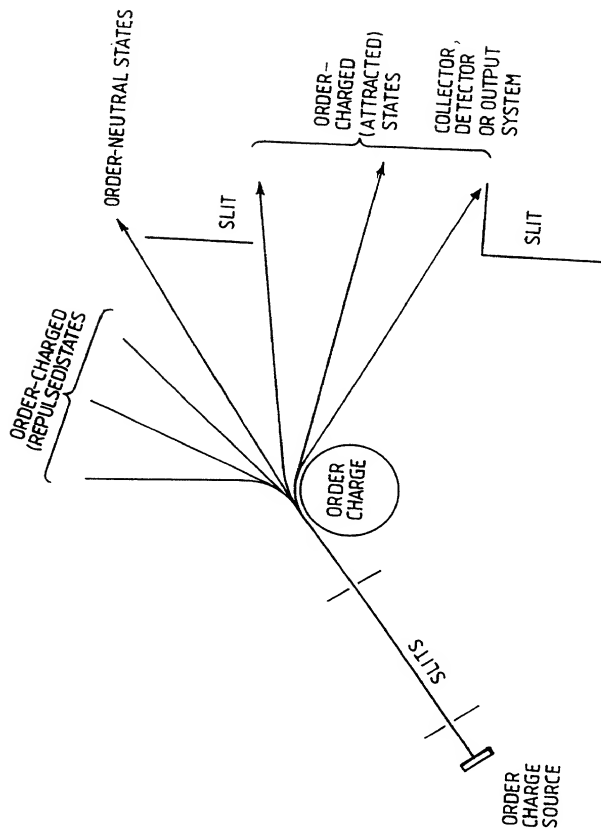 ORDER-NEUTRAL STATES
ORDER-CHARGED
(REPULSED)STATES
SLIT
ORDER-
CHARGED
(ATTRACTED)
STATES
COLLECTOR,
DETECTOR
OR OUTPUT
SYSTEM
SLIT
ORDER
CHARGE
SLITS
ORDER
CHARGE
SOURCE